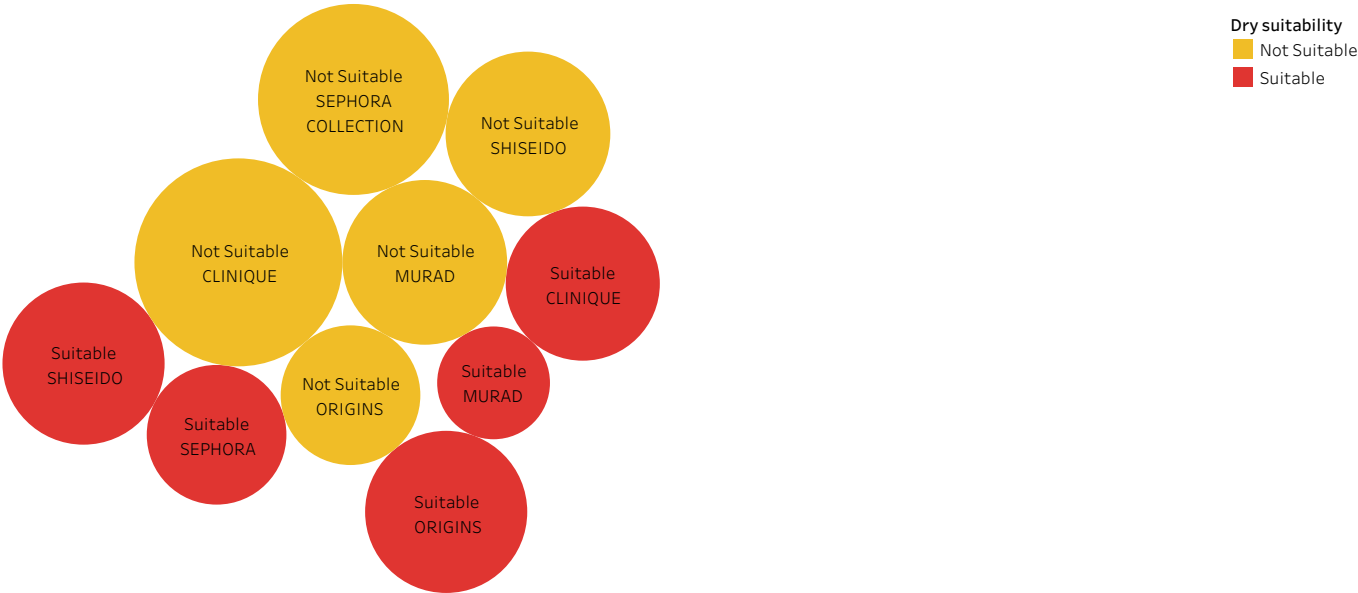 Dry suitability
Not Suitable
Suitable
Not Suitable
SEPHORA
COLLECTION
Not Suitable
SHISEIDO
Not Suitable
CLINIQUE
Not Suitable
MURAD
Suitable
CLINIQUE
Suitable
SHISEIDO
Suitable
SEPHORA
Not Suitable
ORIGINS
Suitable
MURAD
Suitable
ORIGINS